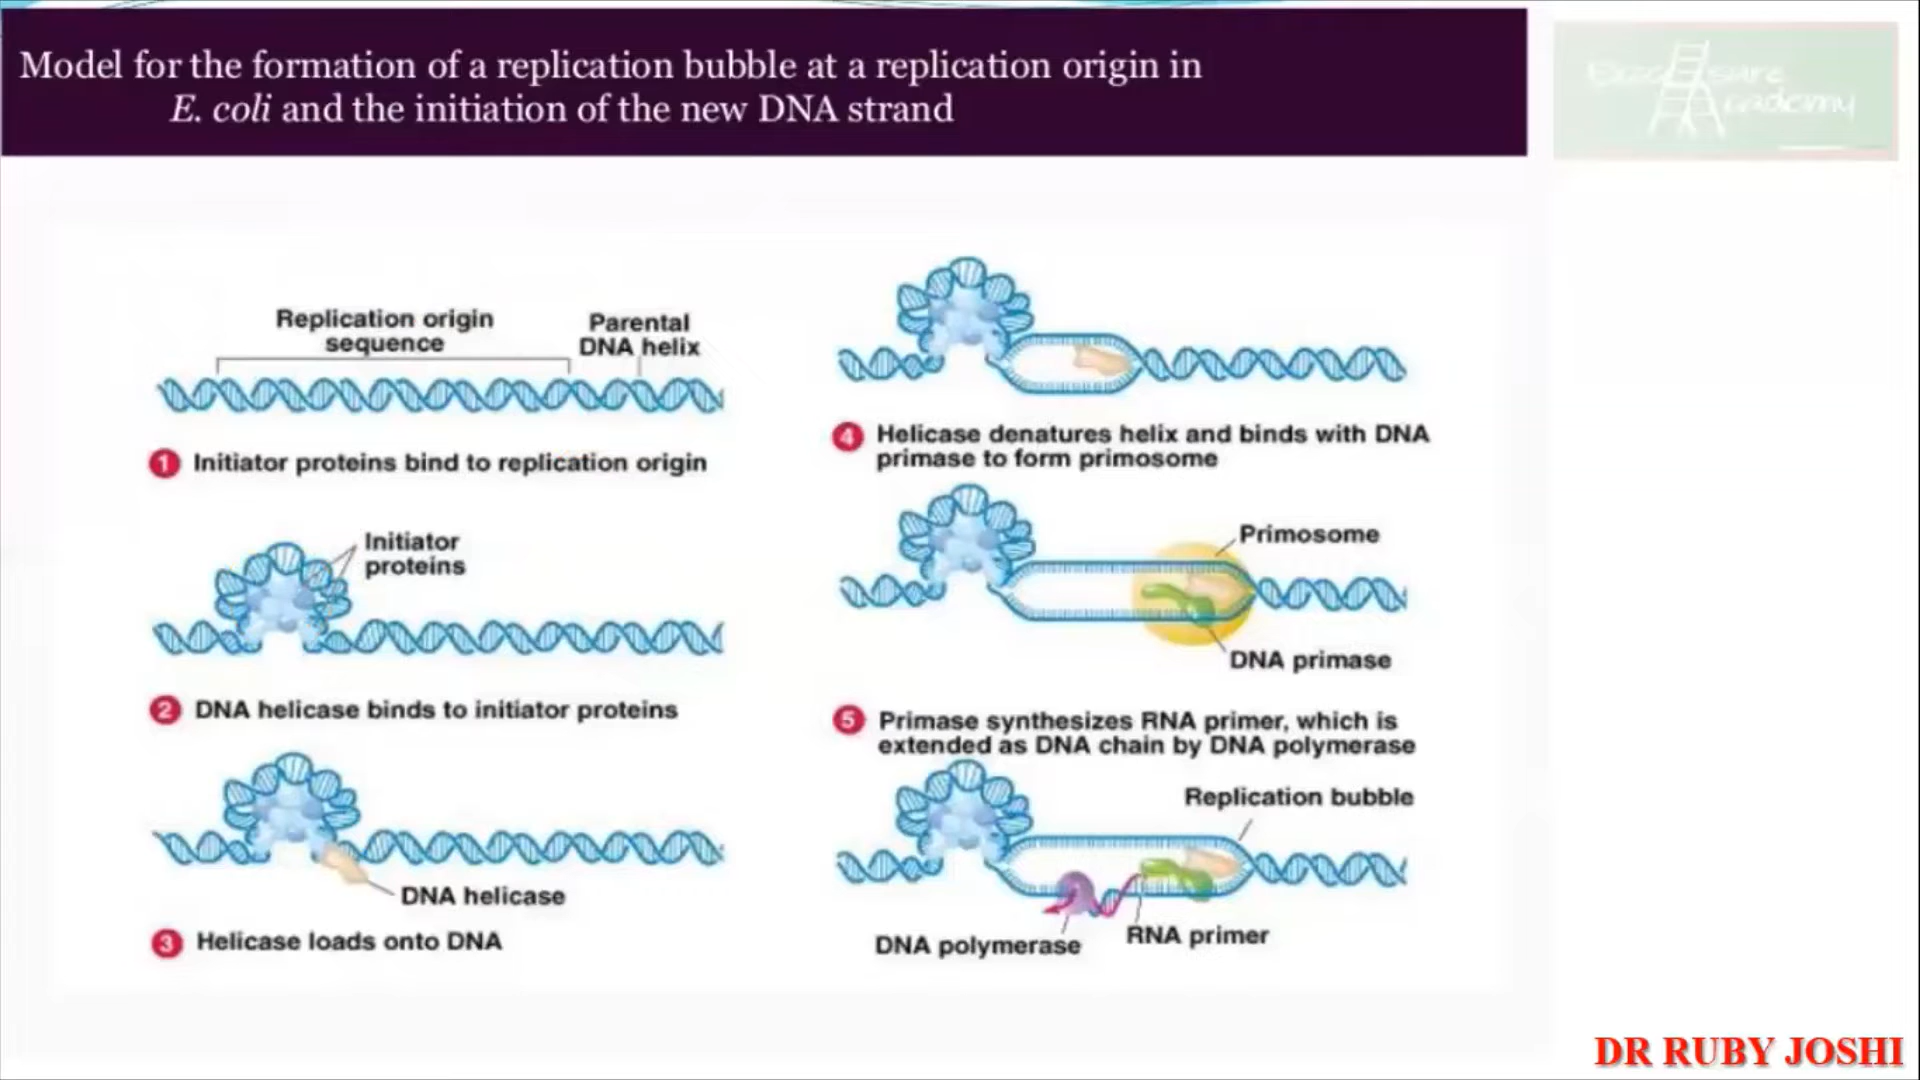 Model for the formation of a replication bubble at a replication origin in
E. coli and the initiation of the new DNA strand
Replication origin
sequence
Parental
DNA helix
1 Initiator proteins bind to replication origin
Initiator
proteins
2 DNA helicase binds to initiator proteins
DNA helicase
3 Helicase loads onto DNA
4 Helicase denatures helix and binds with DNA
primase to form primosome
Primosome
DNA primase
5 Primase synthesizes RNA primer, which is
extended as DNA chain by DNA polymerase
Replication bubble
DNA polymerase
RNA primer
DR RUBY JOSHI